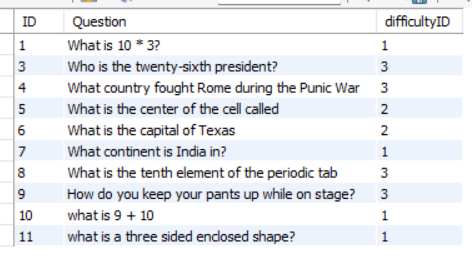 ID Question difficultyID
1 What is 10 * 3? 1
3 Who is the twenty-sixth president? 3
4 What country fought Rome during the Punic War 3
5 What is the center of the cell called 2
6 What is the capital of Texas 2
7 What continent is India in? 1
8 What is the tenth element of the periodic tab 3
9 How do you keep your pants up while on stage? 3
10 what is 9 + 10 1
11 what is a three sided enclosed shape? 1